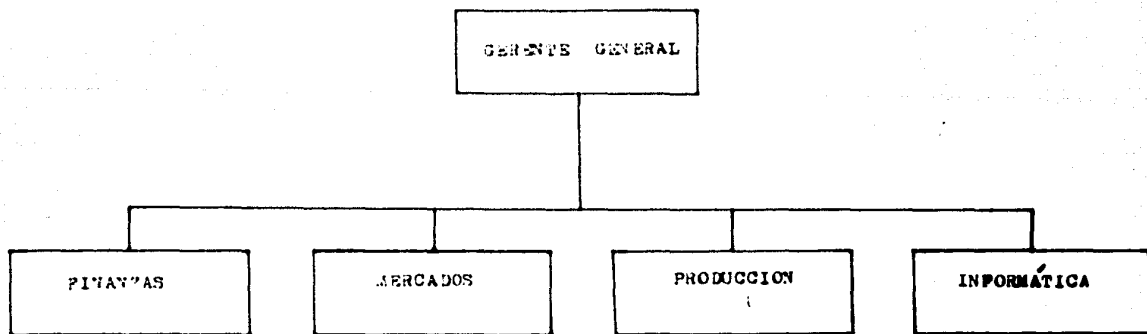 GERENTE GENERAL
FINANZAS
MERCADOS
PRODUCCION
INFORMÁTICA